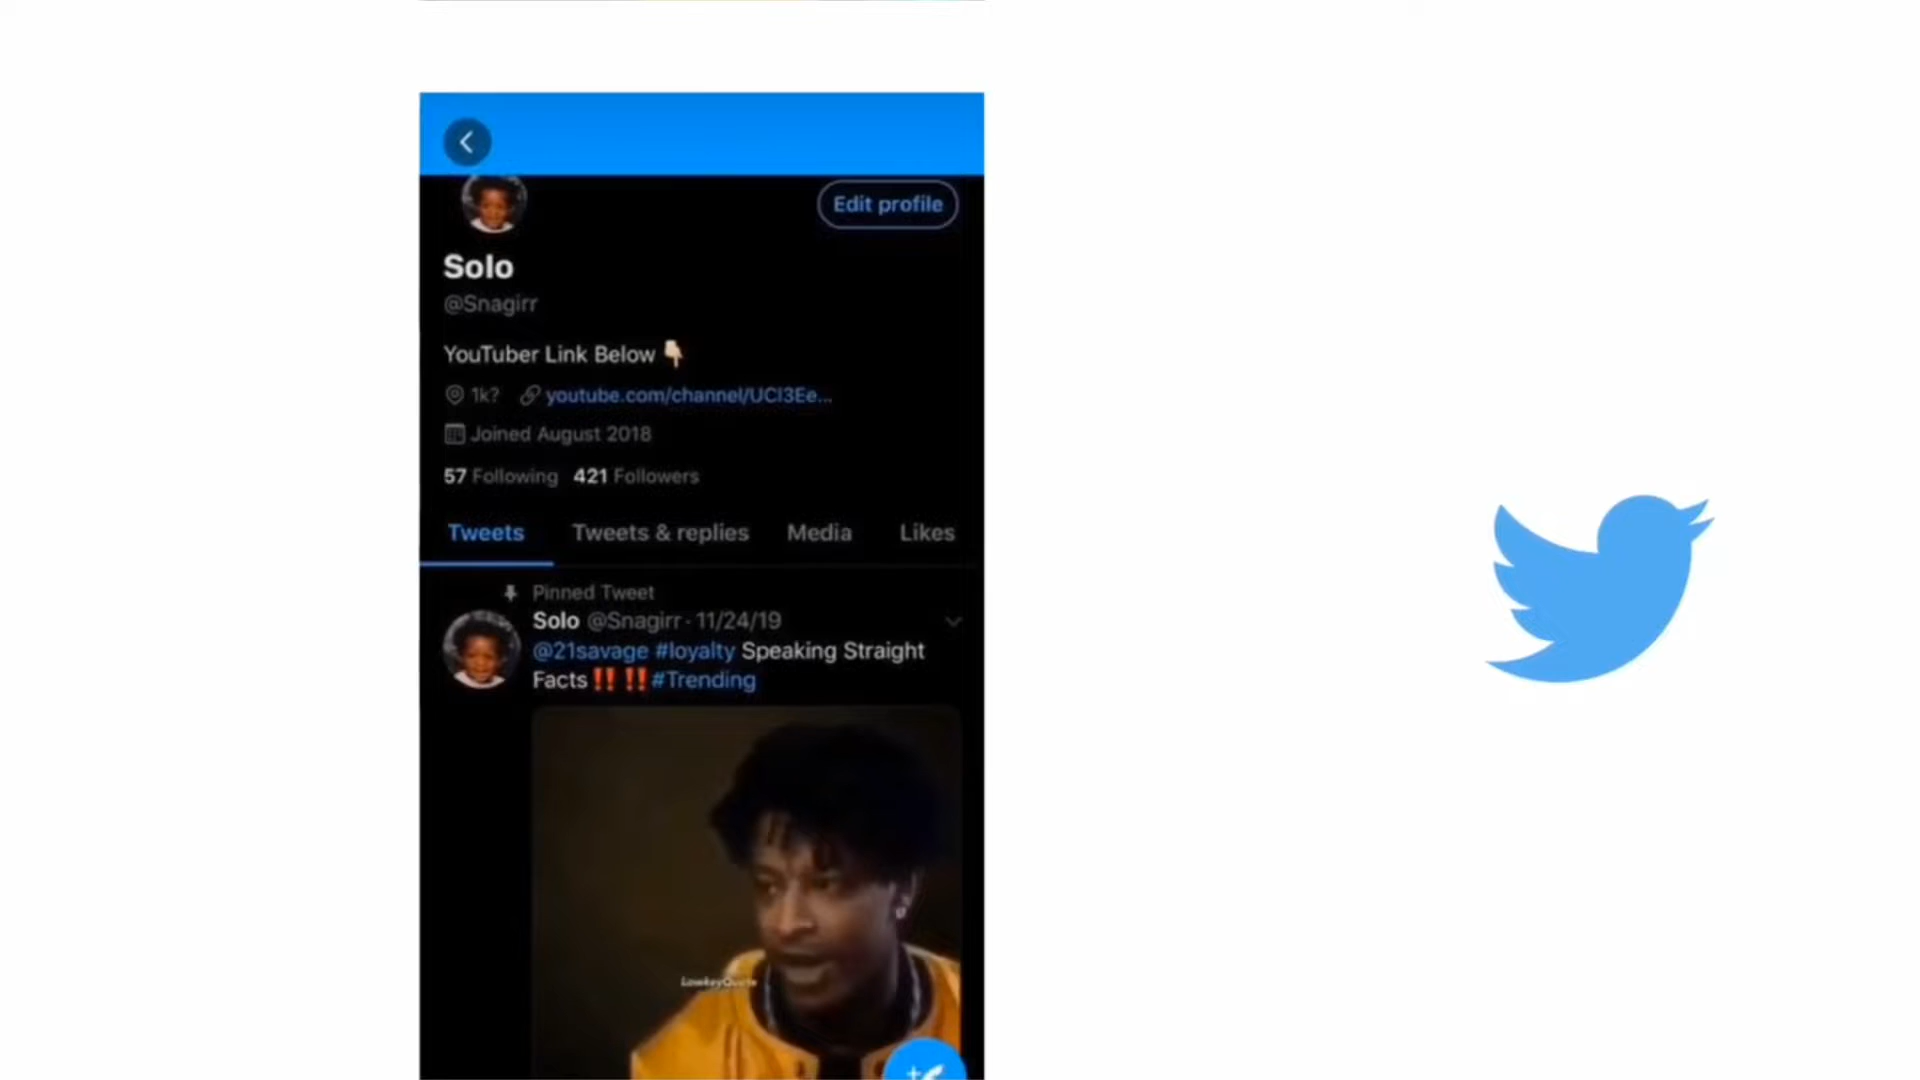 Edit profile
Solo
@Snagirr
YouTuber Link Below👇🏻
1k? youtube.com/channel/UCI3Ee...
Joined August 2018
57 Following 421 Followers
Tweets Tweets & replies Media Likes
Pinned Tweet
Solo @Snagirr · 11/24/19
@21savage #loyalty Speaking Straight
Facts‼️ ‼️#Trending
LowkeyQuote